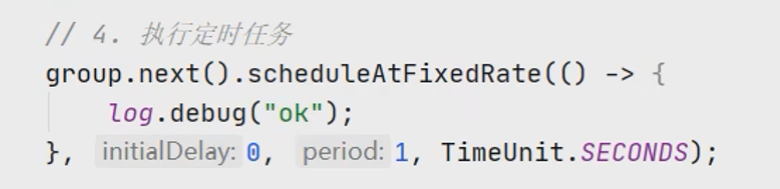 // 4. 执行定时任务
group.next().scheduleAtFixedRate(() -> {
log.debug("ok");
}, initialDelay: 0, period: 1, TimeUnit.SECONDS);